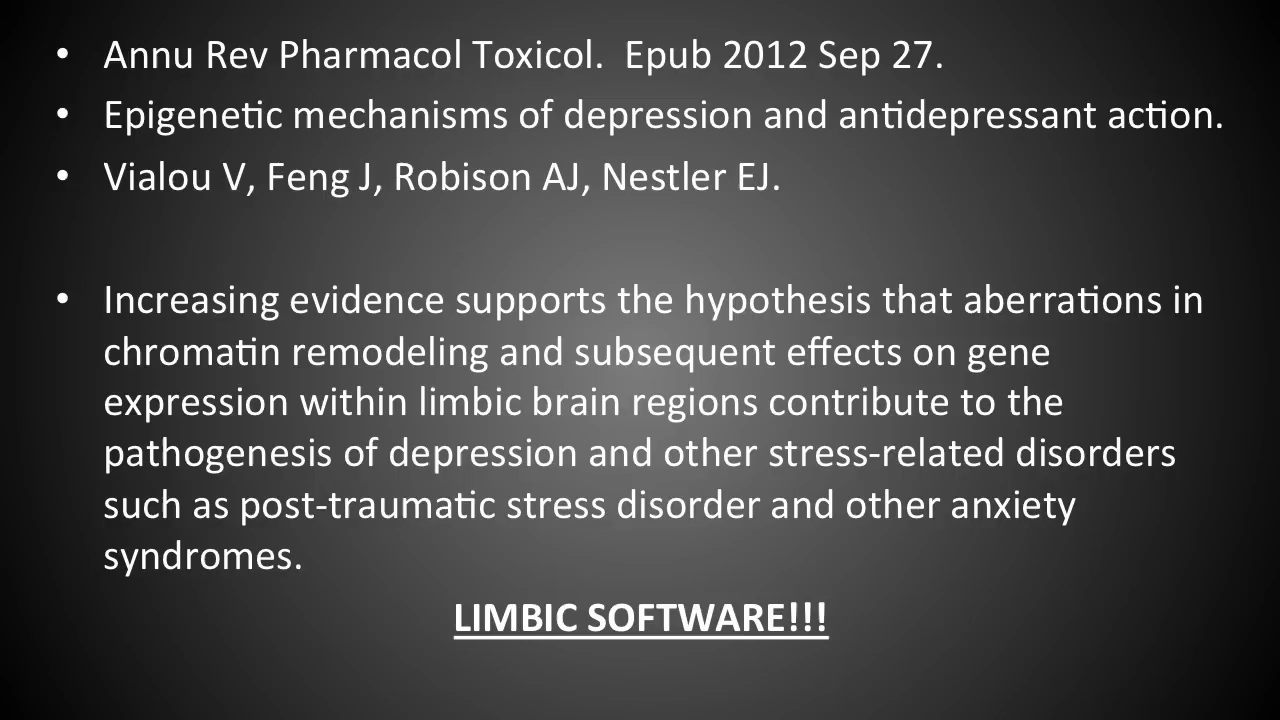 • Annu Rev Pharmacol Toxicol.  Epub 2012 Sep 27.
• Epigenetic mechanisms of depression and antidepressant action.
• Vialou V, Feng J, Robison AJ, Nestler EJ.
• Increasing evidence supports the hypothesis that aberrations in
chromatin remodeling and subsequent effects on gene
expression within limbic brain regions contribute to the
pathogenesis of depression and other stress-related disorders
such as post-traumatic stress disorder and other anxiety
syndromes.
LIMBIC SOFTWARE!!!